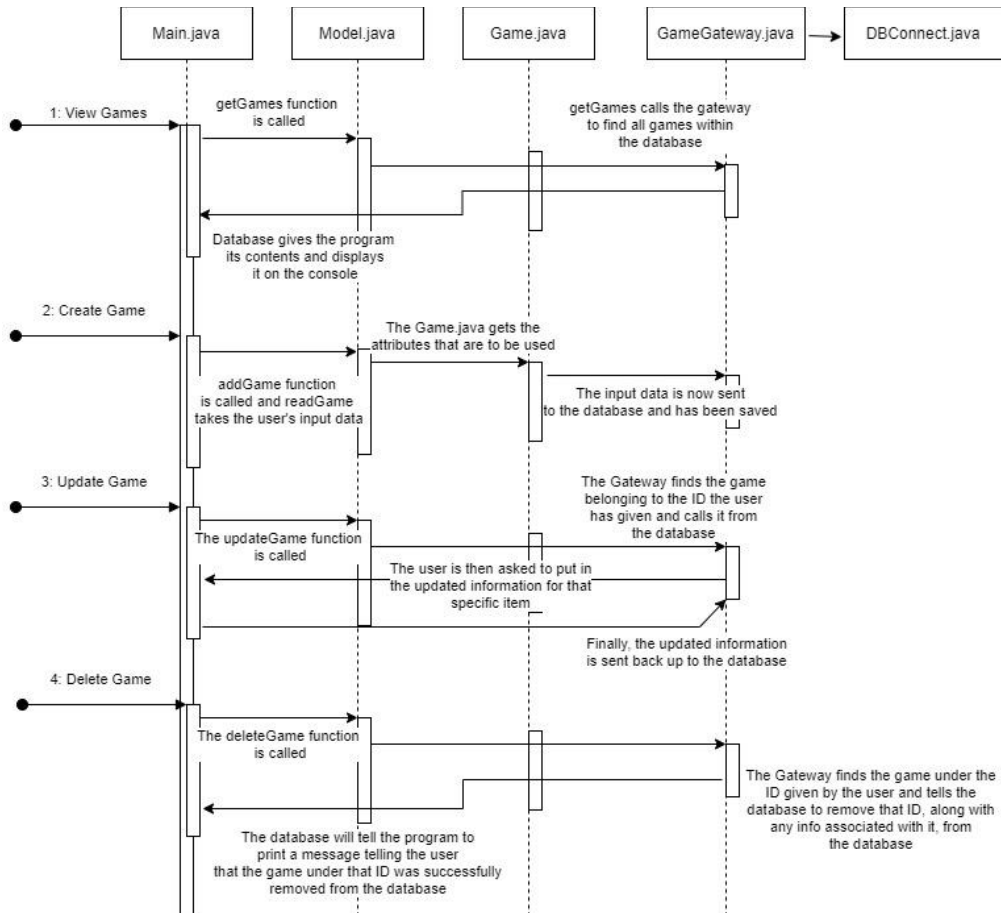 Main.java
Model.java
Game.java
GameGateway.java
DBConnect.java
1: View Games
getGames function
is called
getGames calls the gateway
to find all games within
the database
Database gives the program
its contents and displays
it on the console
2: Create Game
The Game.java gets the
attributes that are to be used
addGame function
is called and readGame
takes the user's input data
The input data is now sent
to the database and has been saved
3: Update Game
The Gateway finds the game
belonging to the ID the user
has given and calls it from
the database
The updateGame function
is called
The user is then asked to put in
the updated information for that
specific item
Finally, the updated information
is sent back up to the database
4: Delete Game
The deleteGame function
is called
The Gateway finds the game under the
ID given by the user and tells the
database to remove that ID, along with
any info associated with it, from
the database
The database will tell the program to
print a message telling the user
that the game under that ID was successfully
removed from the database